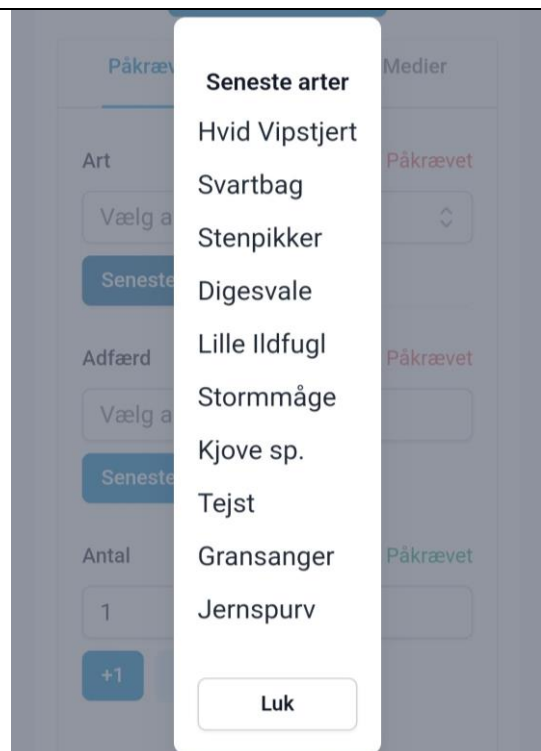 Påkræv
Medier
Seneste arter
Hvid Vipstjert
Art
Påkrævet
Svartbag
Vælg a
Stenpikker
Seneste
Digesvale
Lille Ildfugl
Adfærd
Påkrævet
Stormmåge
Vælg a
Kjove sp.
Seneste
Tejst
Gransanger
Antal
Påkrævet
Jernspurv
1
+1
Luk